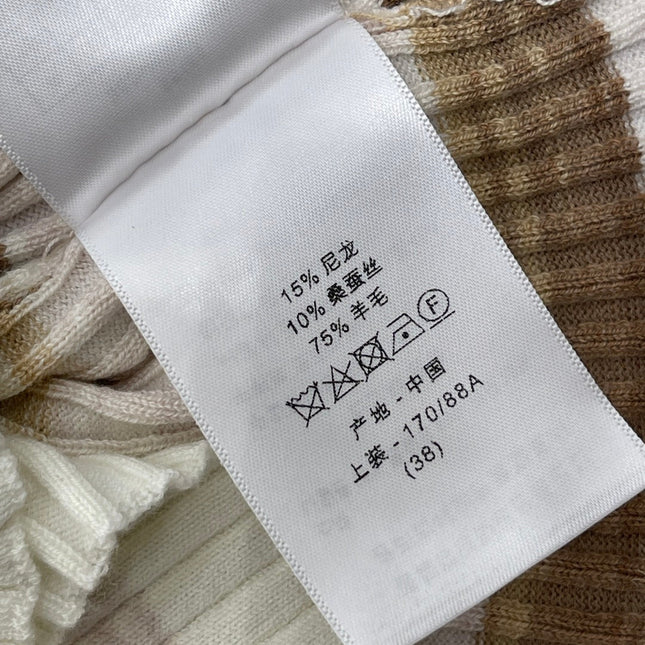 15% 尼龙
10% 桑蚕丝
75% 羊毛
F
产地 - 中国
上装 - 170/88A
(38)